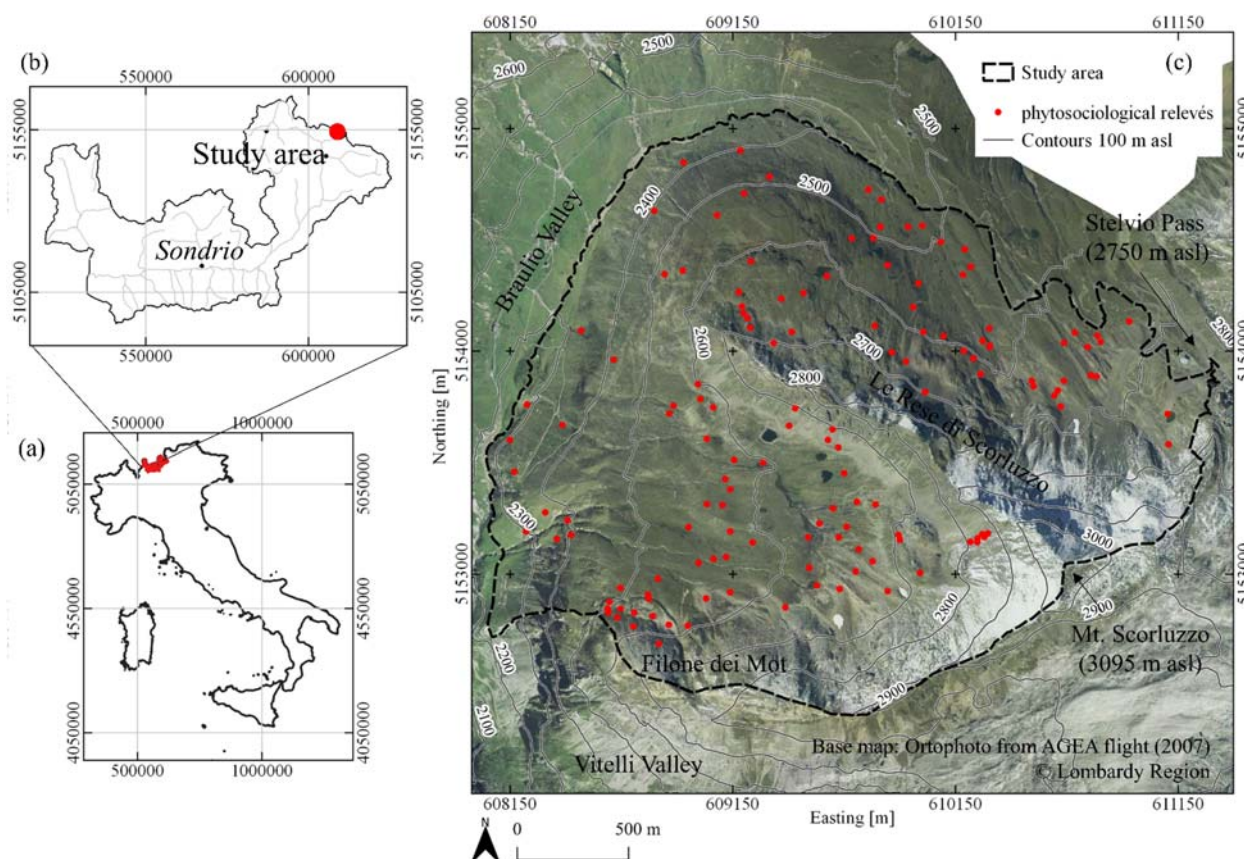 (b)
550000
600000
5155000
5105000
5155000
5105000
Study area
Sondrio
550000
600000
(a)
5000000
1000000
5050000
4550000
4050000
5050000
4550000
4050000
5000000
1000000
(c)
608150
609150
610150
611150
Study area
phytosociological relevés
Contours 100 m asl
2500
2600
2500
2400
2500
Braulio Valley
Stelvio Pass
(2750 m asl)
2800
2700
2600
2800
Le Rese di Scorluzzo
2300
3000
2800
2900
Mt. Scorluzzo
(3095 m asl)
Filone dei Mot
2200
2900
2100
Vitelli Valley
Base map: Ortophoto from AGEA flight (2007)
© Lombardy Region
5155000
5154000
5153000
Northing [m]
608150
609150
610150
611150
Easting [m]
N
0
500 m